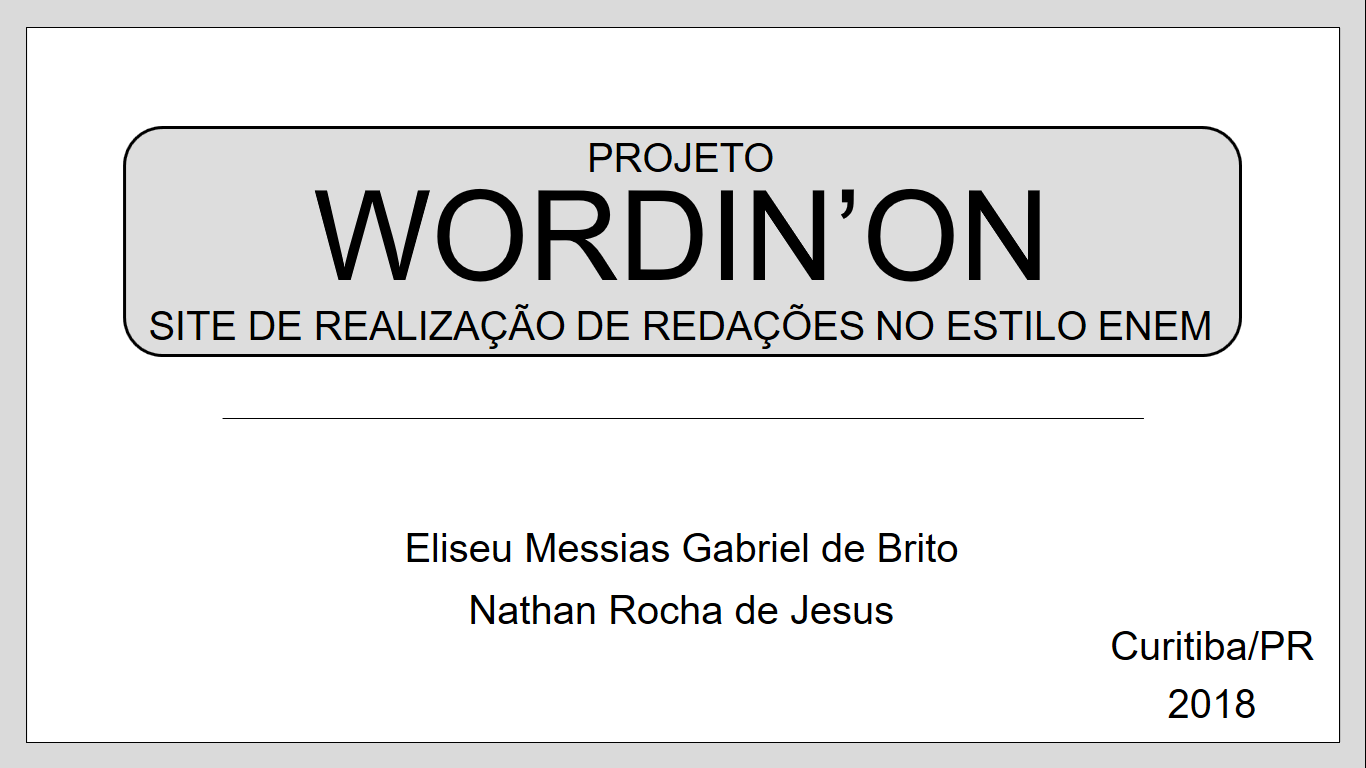 PROJETO
WORDIN’ON
SITE DE REALIZAÇÃO DE REDAÇÕES NO ESTILO ENEM
Eliseu Messias Gabriel de Brito
Nathan Rocha de Jesus
Curitiba/PR
2018